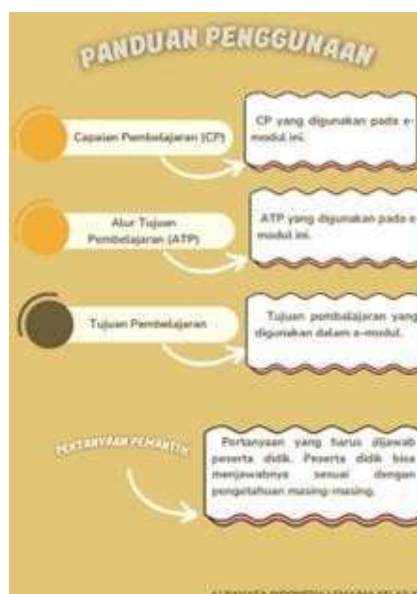 PANDUAN PENGGUNAAN
Capaian Pembelajaran (CP)
CP yang digunakan pada e-
modul ini.
Alur Tujuan
Pembelajaran (ATP)
ATP yang digunakan pada e
modul ini.
Tujuan Pembelajaran
Tujuan pembalajaran yang
digunakan dalam e-modul.
PERTANYAAN PEMANTIK
Pertanyaan yang harus dijawab
peserta didik. Peserta didik bisa
menjawabnya sesuai dengan
pengetahuan masing-masing.